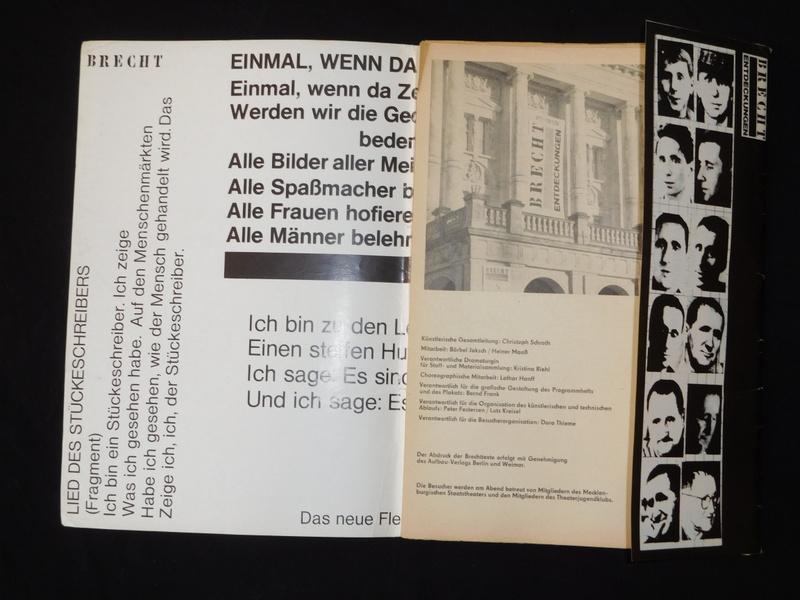 BRECHT
LIED DES STÜCKESCHREIBERS
(Fragment)
Ich bin ein Stückeschreiber. Ich zeige
Was ich gesehen habe. Auf den Menschenmärkten
Habe ich gesehen, wie der Mensch gehandelt wird. Das
Zeige ich, ich, der Stückeschreiber.
EINMAL, WENN DA
Einmal, wenn da Ze
Werden wir die Ged
beden
Alle Bilder aller Mei
Alle Spaßmacher b
Alle Frauen hofiere
Alle Männer belehr
Ich bin zu den Le
Einen steifen Hu
Ich sage: Es sind
Und ich sage: Es
Das neue Fle
BRECHT
ENTDECKUNGEN
Künstlerische Gesamtleitung: Christoph Schroth
Mitarbeit: Bärbel Jaksch / Heiner Maaß
Verantwortliche Dramaturgin
für Stoff- und Materialsammlung: Kristina Riehl
Choreographische Mitarbeit: Lothar Hanff
Verantwortlich für die grafische Gestaltung des Programmhefts
und des Plakats: Bernd Frank
Verantwortlich für die Organisation des künstlerischen und technischen
Ablaufs: Peter Festersen / Lutz Kreisel
Verantwortlich für die Besucherorganisation: Dora Thieme
Der Abdruck der Brechttexte erfolgt mit Genehmigung
des Aufbau-Verlags Berlin und Weimar.
Die Besucher werden am Abend betreut von Mitgliedern des Mecklen-
burgischen Staatstheaters und den Mitgliedern des Theaterjugendklubs.
BRECHT
ENTDECKUNGEN